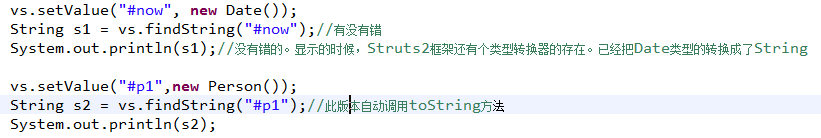 vs.setValue("#now", new Date());
String s1 = vs.findString("#now");//有没有错
System.out.println(s1);//没有错的。显示的时候，Struts2框架还有个类型转换器的存在。已经把Date类型的转换成了String
vs.setValue("#p1",new Person());
String s2 = vs.findString("#p1");//此版本自动调用toString方法
System.out.println(s2);